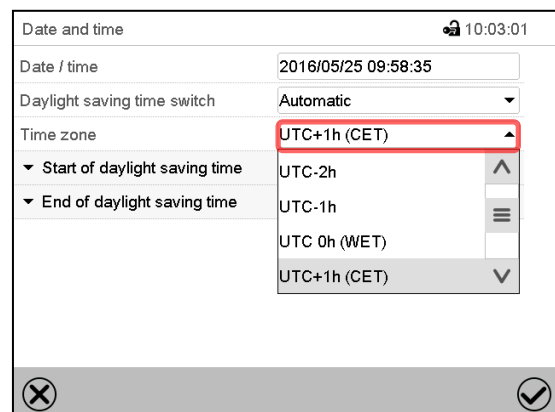 Date and time 10:03:01
Date / time 2016/05/25 09:58:35
Daylight saving time switch Automatic
Time zone UTC+1h (CET)
Start of daylight saving time UTC-2h
UTC-1h
End of daylight saving time
UTC 0h (WET)
UTC+1h (CET)